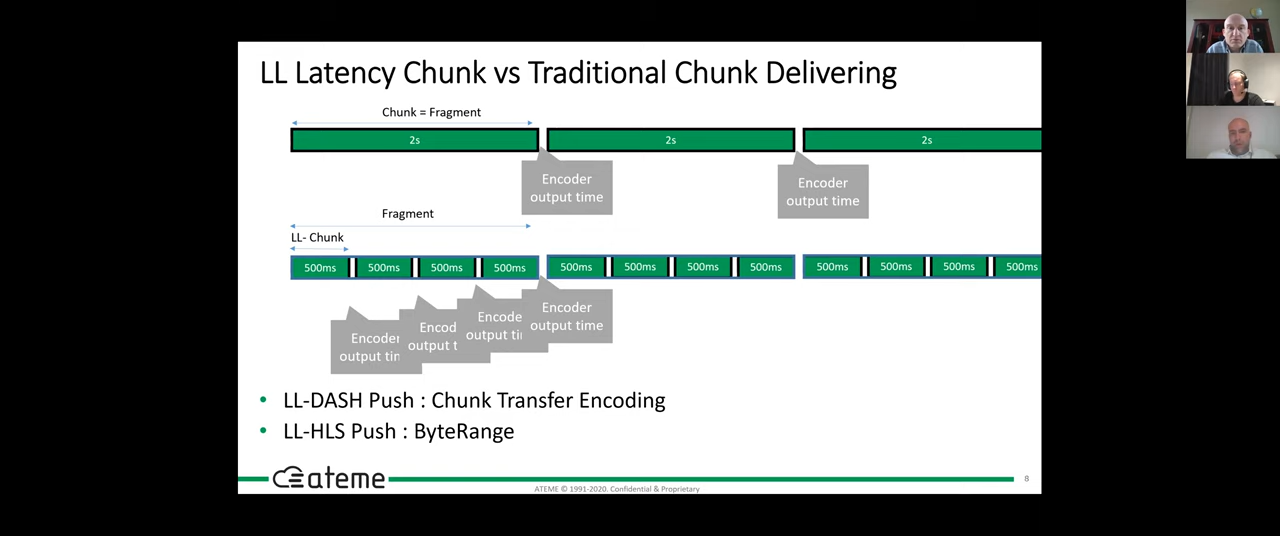 LL Latency Chunk vs Traditional Chunk Delivering
Chunk = Fragment
2s 2s 2s
Encoder
output time
Encoder
output time
Fragment
LL- Chunk
500ms 500ms 500ms 500ms 500ms 500ms 500ms 500ms 500ms 500ms 500ms 500ms
Encoder
output tin
Encod
output t
Encode
output ti
Encoder
output time
• LL-DASH Push : Chunk Transfer Encoding
• LL-HLS Push : ByteRange
ateme
ATEME © 1991-2020. Confidential & Proprietary
8